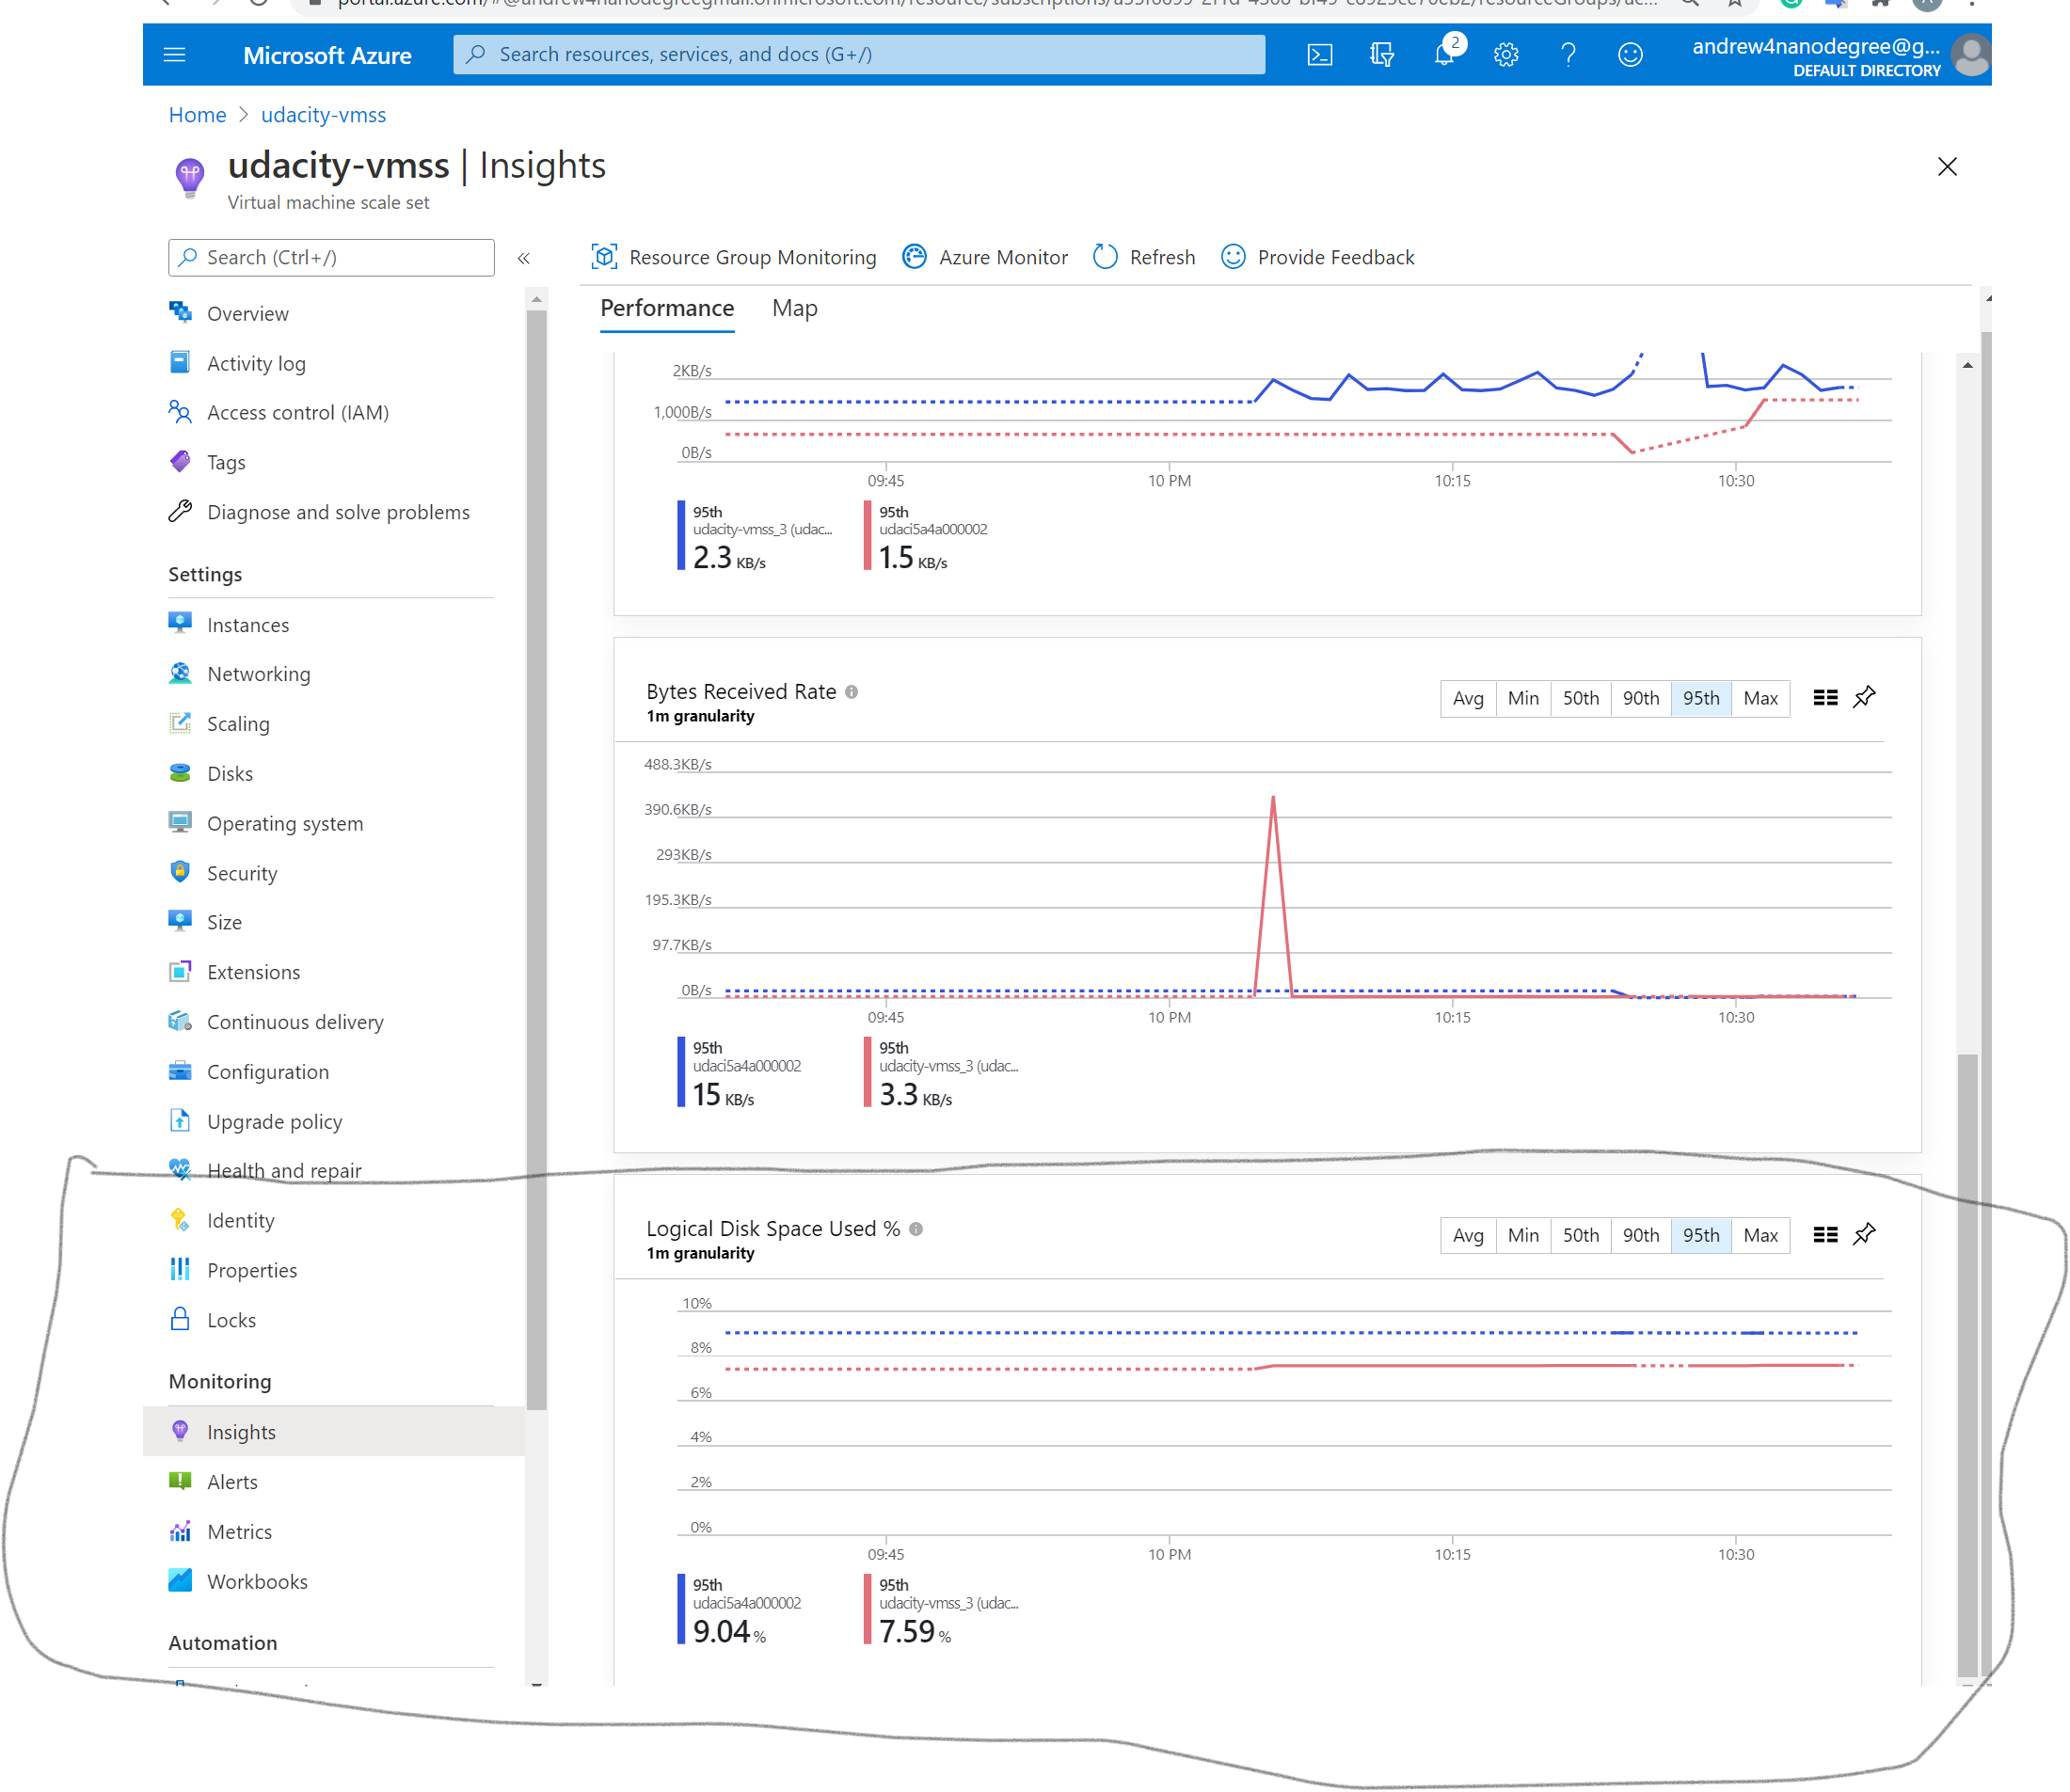 Microsoft Azure
Search resources, services, and docs (G+/)
2
andrew4nanodegree@g...
DEFAULT DIRECTORY
Home > udacity-vmss
udacity-vmss | Insights
Virtual machine scale set
Search (Ctrl+/)
«
Overview
Activity log
Access control (IAM)
Tags
Diagnose and solve problems
Settings
Instances
Networking
Scaling
Disks
Operating system
Security
Size
Extensions
Continuous delivery
Configuration
Upgrade policy
Health and repair
Identity
Properties
Locks
Monitoring
Insights
Alerts
Metrics
Workbooks
Automation
Resource Group Monitoring Azure Monitor Refresh Provide Feedback
Performance Map
2KB/s
1,000B/s
0B/s
09:45 10 PM 10:15 10:30
95th 95th
udacity-vmss_3 (udac... udaci5a4a000002
2.3 KB/s 1.5 KB/s
Bytes Received Rate
1m granularity
Avg Min 50th 90th 95th Max
488.3KB/s
390.6KB/s
293KB/s
195.3KB/s
97.7KB/s
0B/s
09:45 10 PM 10:15 10:30
95th 95th
udaci5a4a000002 udacity-vmss_3 (udac...
15 KB/s 3.3 KB/s
Logical Disk Space Used %
1m granularity
Avg Min 50th 90th 95th Max
10%
8%
6%
4%
2%
0%
09:45 10 PM 10:15 10:30
95th 95th
udaci5a4a000002 udacity-vmss_3 (udac...
9.04 % 7.59 %